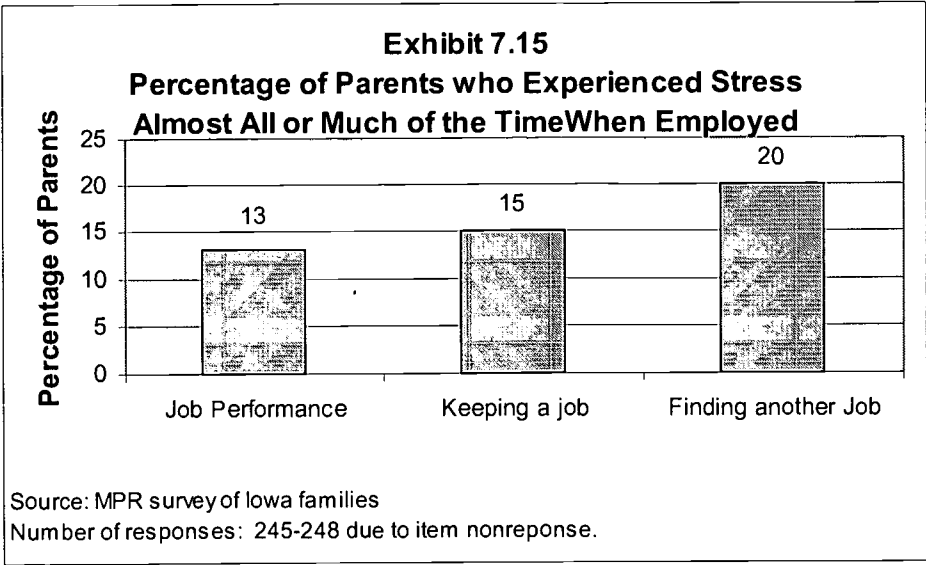 Exhibit 7.15
Percentage of Parents who Experienced Stress
Almost All or Much of the TimeWhen Employed
Percentage of Parents
25
20
15
10
5
0
13
15
20
Job Performance
Keeping a job
Finding another Job
Source: MPR survey of Iowa families
Number of responses: 245-248 due to item nonreponse.